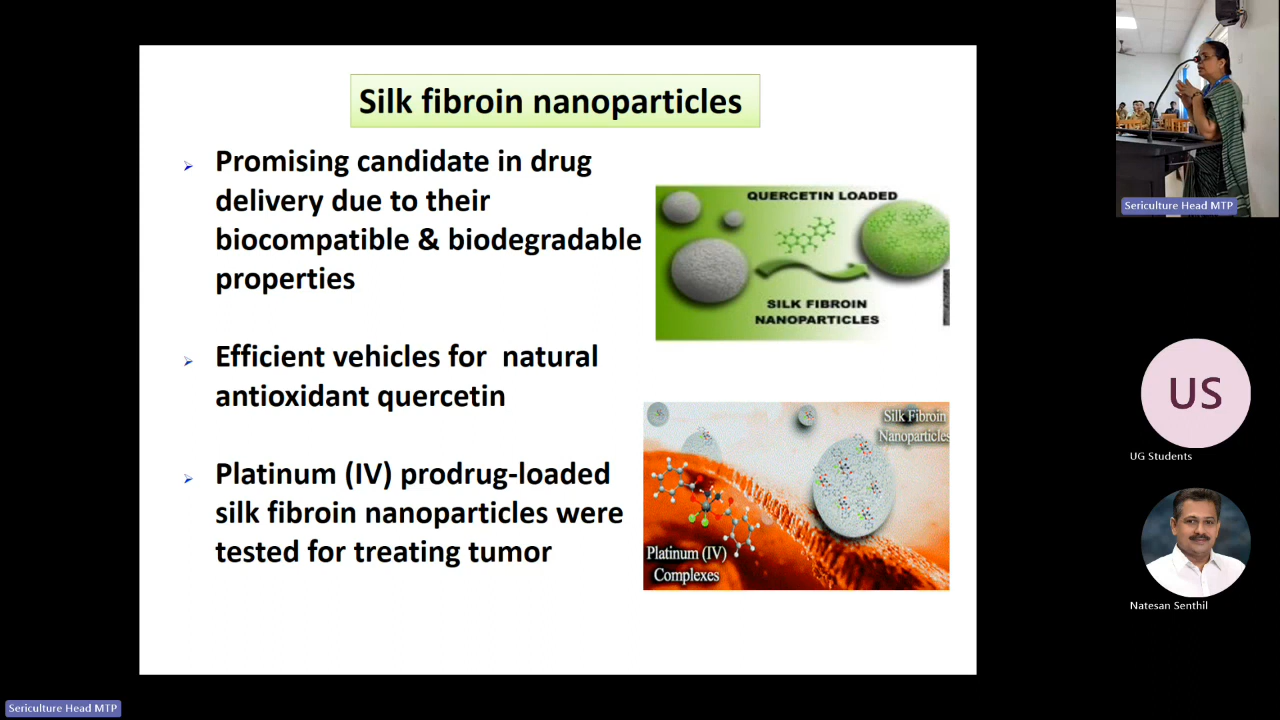 Silk fibroin nanoparticles
Promising candidate in drug
delivery due to their
biocompatible & biodegradable
properties
Efficient vehicles for natural
antioxidant quercetin
Platinum (IV) prodrug-loaded
silk fibroin nanoparticles were
tested for treating tumor
QUERCETIN LOADED
SILK FIBROIN
NANOPARTICLES
Silk Fibroin
Nanoparticles
Platinum (IV)
Complexes
Sericulture Head MTP
US
UG Students
Natesan Senthil
Sericulture Head MTP